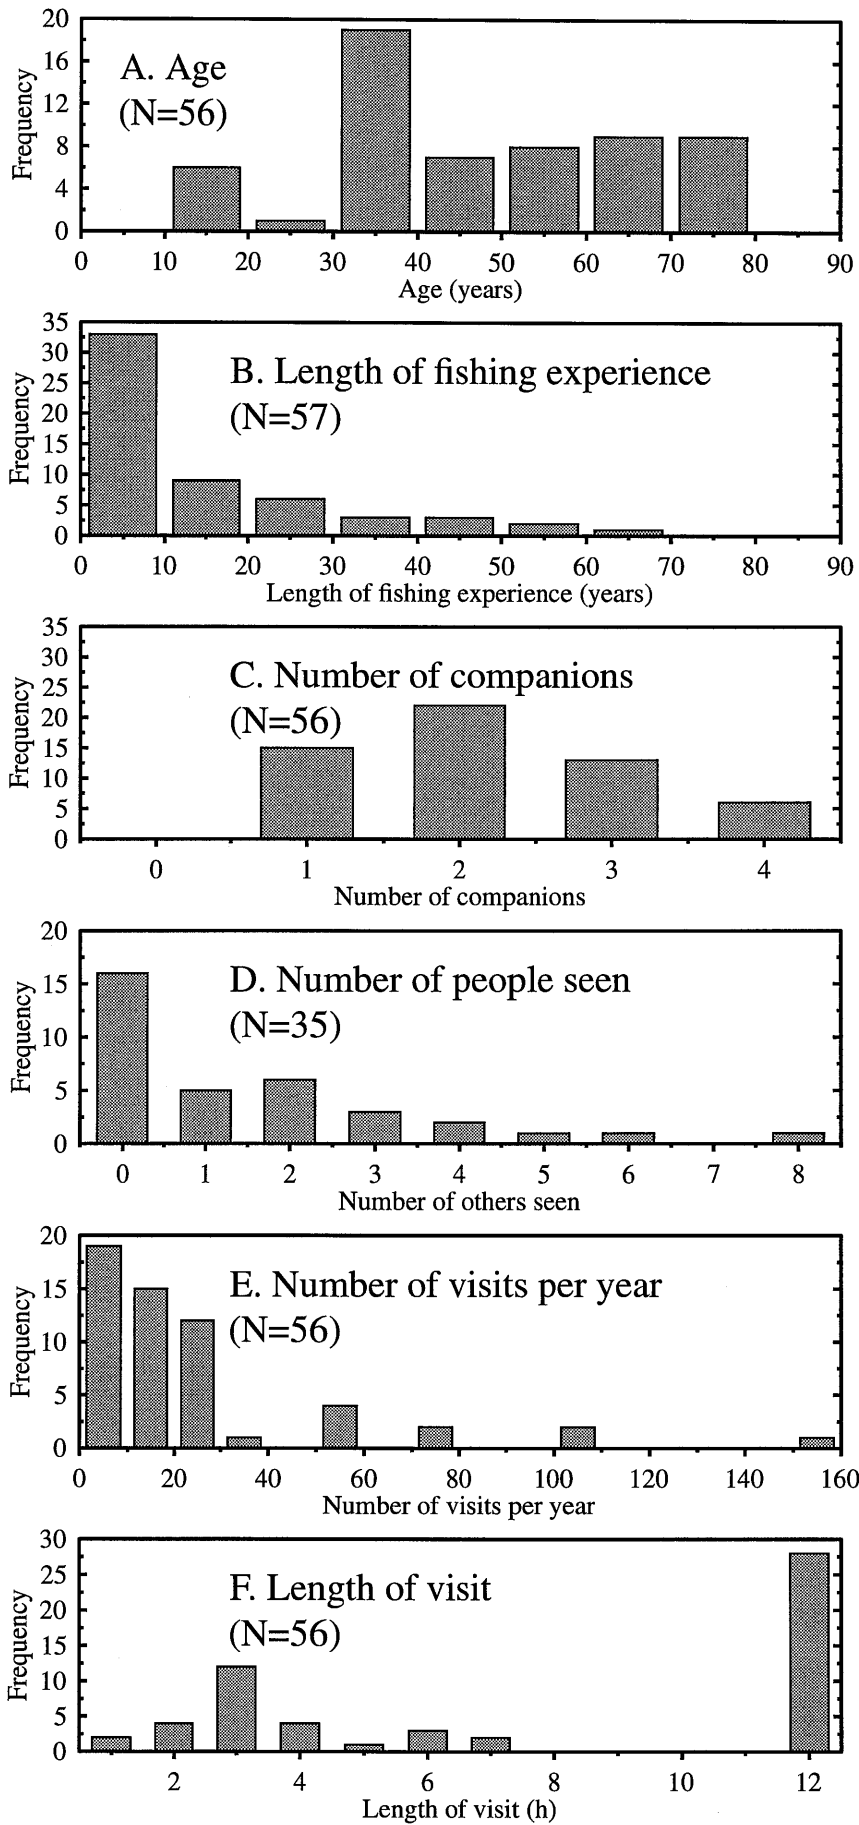 20
16
12
8
4
0
Frequency
A. Age
(N=56)
0 10 20 30 40 50 60 70 80 90
Age (years)
35
30
25
20
15
10
5
0
Frequency
B. Length of fishing experience
(N=57)
0 10 20 30 40 50 60 70 80 90
Length of fishing experience (years)
35
30
25
20
15
10
5
0
Frequency
C. Number of companions
(N=56)
0 1 2 3 4
Number of companions
20
15
10
5
0
Frequency
D. Number of people seen
(N=35)
0 1 2 3 4 5 6 7 8
Number of others seen
20
15
10
5
0
Frequency
E. Number of visits per year
(N=56)
0 20 40 60 80 100 120 140 160
Number of visits per year
30
25
20
15
10
5
0
Frequency
F. Length of visit
(N=56)
2 4 6 8 10 12
Length of visit (h)